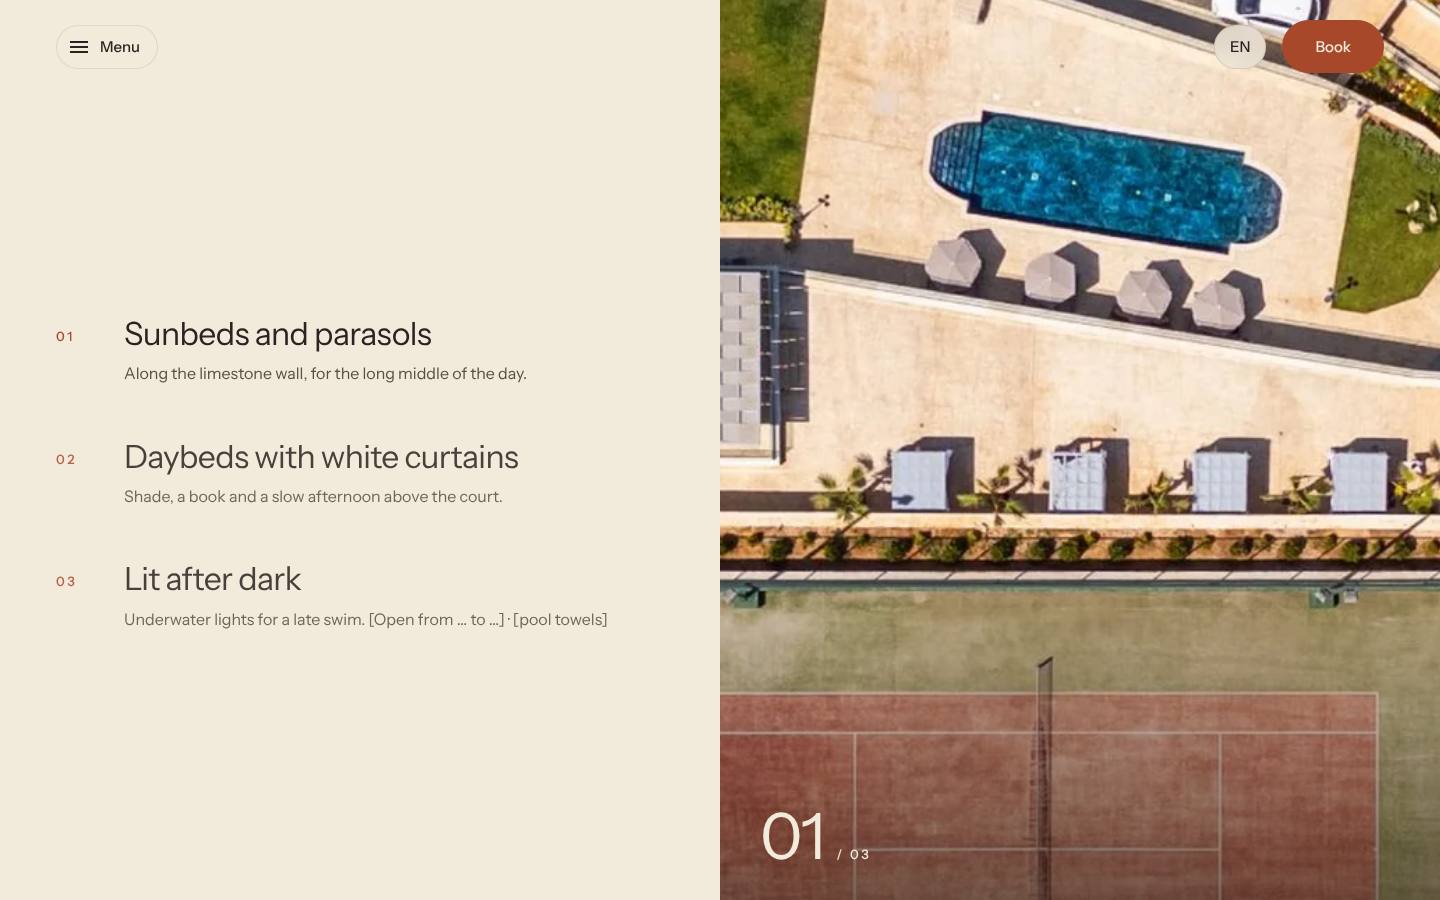 Menu
EN
Book
01
Sunbeds and parasols
Along the limestone wall, for the long middle of the day.
02
Daybeds with white curtains
Shade, a book and a slow afternoon above the court.
03
Lit after dark
Underwater lights for a late swim. [Open from ... to ...] · [pool towels]
01 / 03